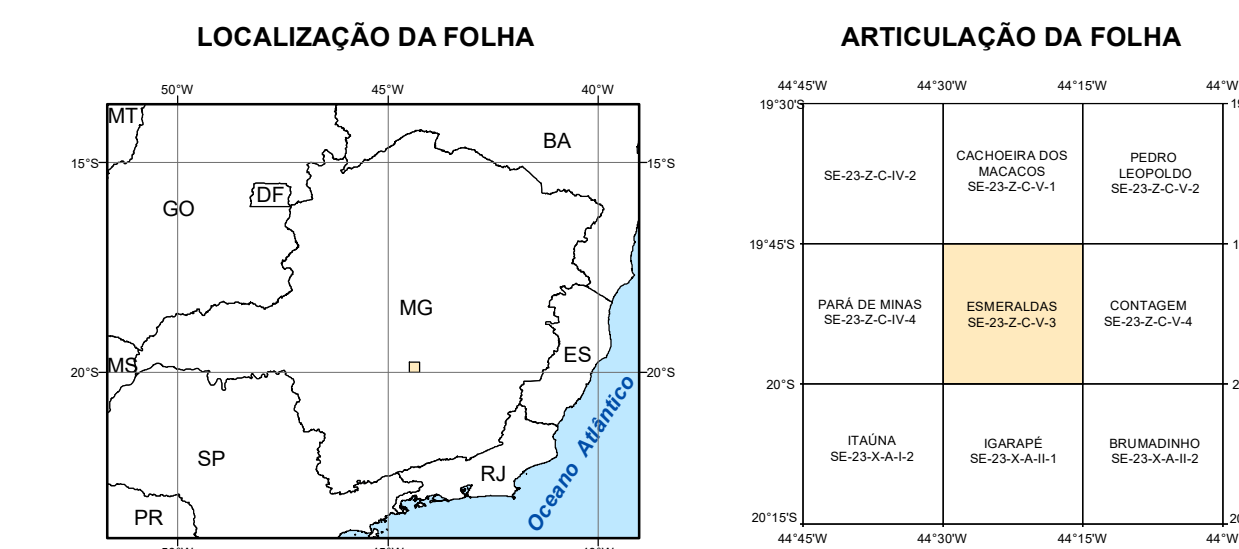 LOCALIZAÇÃO DA FOLHA
50°W
45°W
40°W
MT
BA
15°S
15°S
DF
GO
MG
MS
ES
20°S
20°S
SP
RJ
PR
Oceano Atlântico
ARTICULAÇÃO DA FOLHA
44°45'W
44°30'W
44°15'W
44°W
19°30'S
SE-23-Z-C-IV-2
CACHOEIRA DOS
MACACOS
SE-23-Z-C-V-1
PEDRO
LEOPOLDO
SE-23-Z-C-V-2
19°45'S
PARÁ DE MINAS
SE-23-Z-C-IV-4
ESMERALDAS
SE-23-Z-C-V-3
CONTAGEM
SE-23-Z-C-V-4
20°S
ITAÚNA
SE-23-X-A-I-2
IGARAPÉ
SE-23-X-A-II-1
BRUMADINHO
SE-23-X-A-II-2
20°15'S
44°45'W
44°30'W
44°15'W
44°W